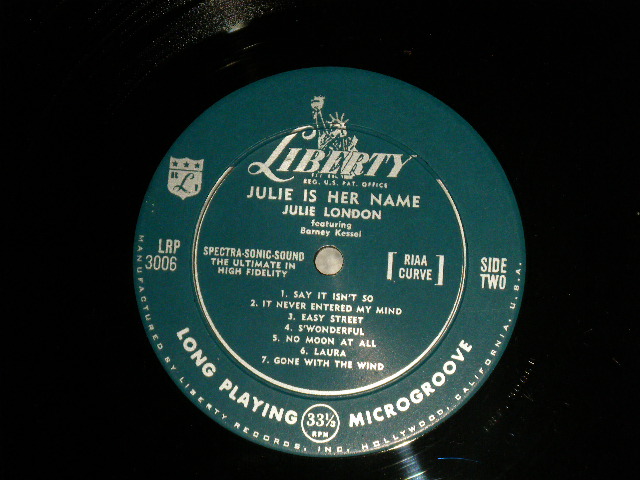 LIBERTY
REG. U.S. PAT. OFFICE
JULIE IS HER NAME
JULIE LONDON
featuring
Barney Kessel
LRP
3006
SPECTRA-SONIC-SOUND
THE ULTIMATE IN
HIGH FIDELITY
[RIAA
CURVE]
SIDE
TWO
1. SAY IT ISN'T SO
2. IT NEVER ENTERED MY MIND
3. EASY STREET
4. S'WONDERFUL
5. NO MOON AT ALL
6. LAURA
7. GONE WITH THE WIND
LONG PLAYING 33⅓ RPM MICROGROOVE
MANUFACTURED BY LIBERTY RECORDS, INC. HOLLYWOOD, CALIFORNIA, U.S.A.